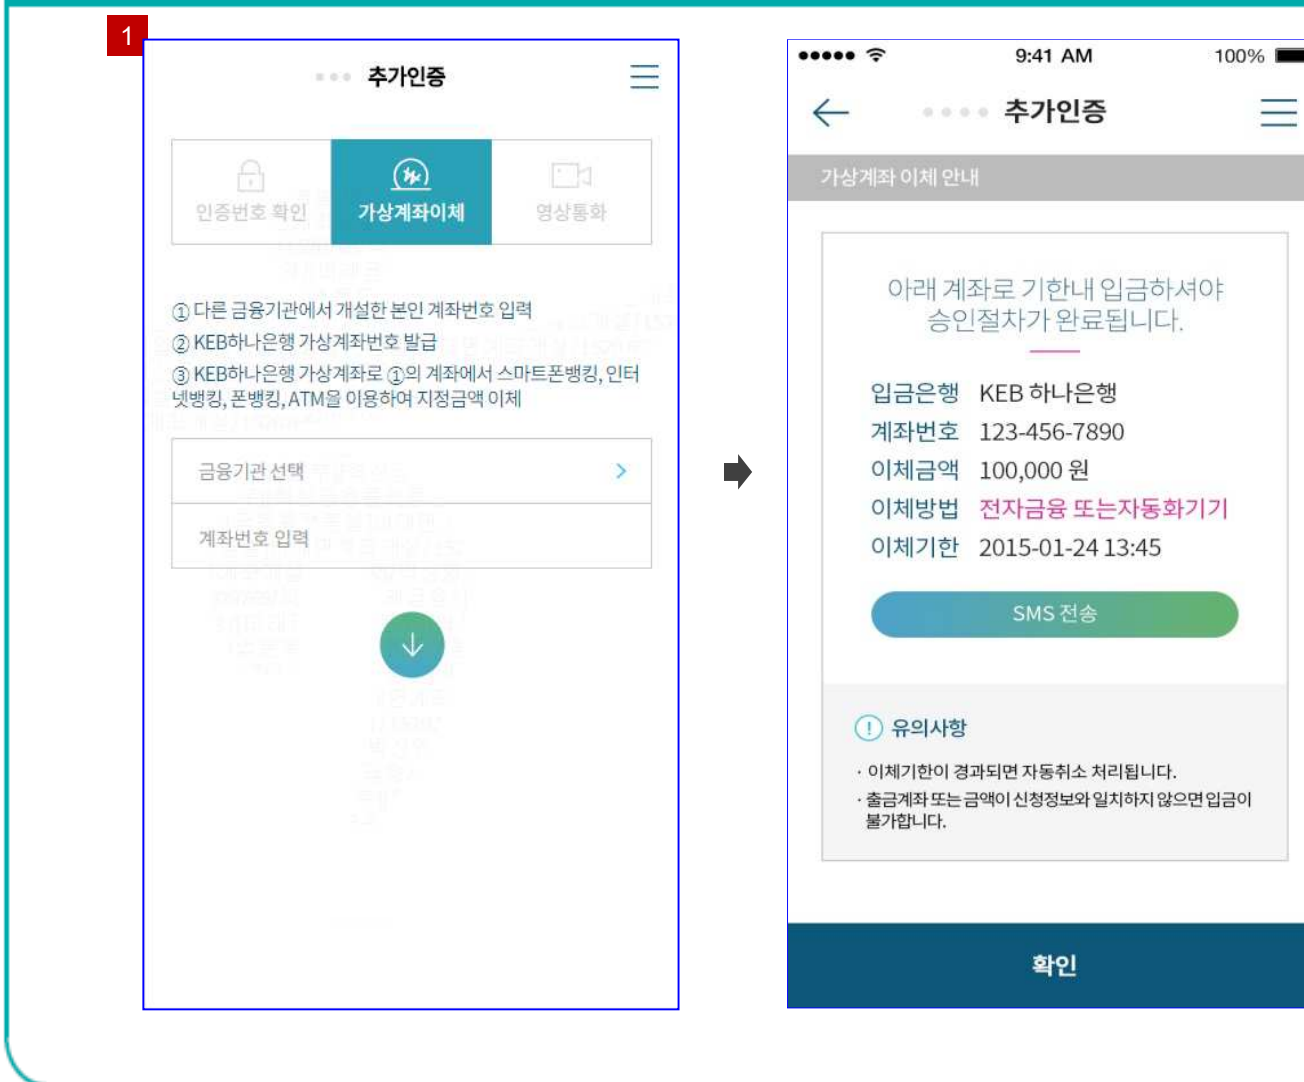 1
추가인증
인증번호 확인
가상계좌이체
영상통화
① 다른 금융기관에서 개설한 본인 계좌번호 입력
② KEB하나은행 가상계좌번호 발급
③ KEB하나은행 가상계좌로 ①의 계좌에서 스마트폰뱅킹, 인터
넷뱅킹, 폰뱅킹, ATM을 이용하여 지정금액 이체
금융기관 선택
계좌번호 입력
9:41 AM 100%
추가인증
가상계좌 이체 안내
아래 계좌로 기한내 입금하셔야
승인절차가 완료됩니다.
입금은행 KEB 하나은행
계좌번호 123-456-7890
이체금액 100,000 원
이체방법 전자금융 또는자동화기기
이체기한 2015-01-24 13:45
SMS 전송
유의사항
· 이체기한이 경과되면 자동취소 처리됩니다.
· 출금계좌 또는 금액이 신청정보와 일치하지 않으면 입금이
불가합니다.
확인